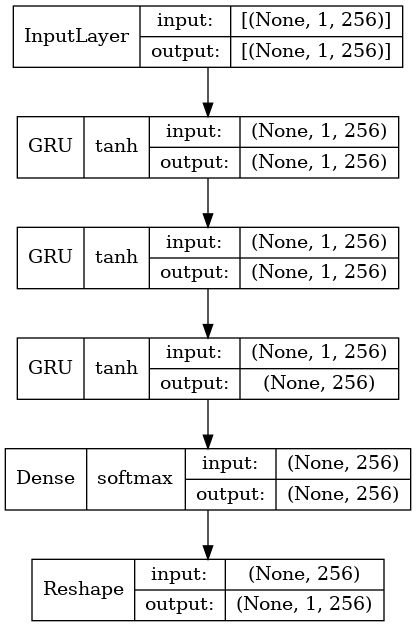 InputLayer input: [(None, 1, 256)]
output: [(None, 1, 256)]
GRU tanh input: (None, 1, 256)
output: (None, 1, 256)
GRU tanh input: (None, 1, 256)
output: (None, 1, 256)
GRU tanh input: (None, 1, 256)
output: (None, 256)
Dense softmax input: (None, 256)
output: (None, 256)
Reshape input: (None, 256)
output: (None, 1, 256)